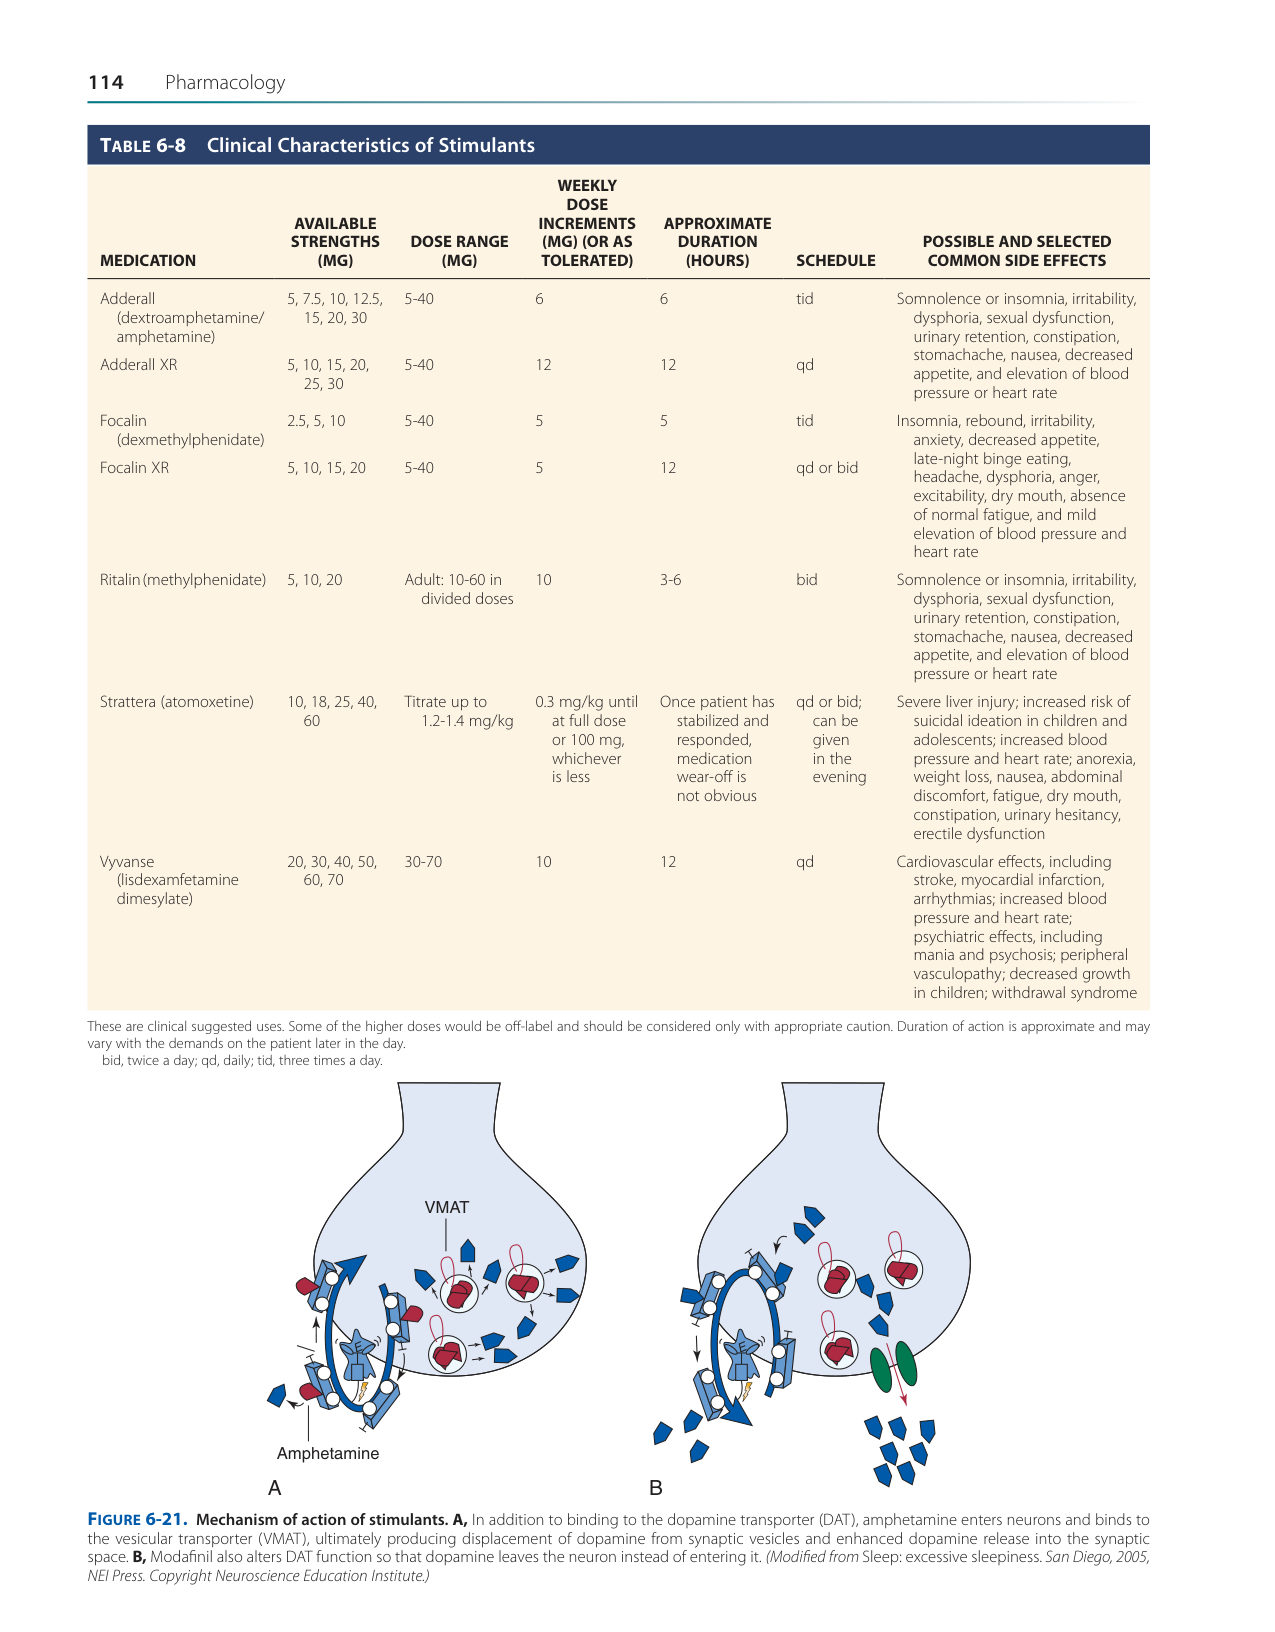 114 Pharmacology
TABLE 6-8 Clinical Characteristics of Stimulants
MEDICATION
AVAILABLE
STRENGTHS
(MG)
DOSE RANGE
(MG)
WEEKLY
DOSE
INCREMENTS
(MG) (OR AS
TOLERATED)
APPROXIMATE
DURATION
(HOURS)
SCHEDULE
POSSIBLE AND SELECTED
COMMON SIDE EFFECTS
Adderall
(dextroamphetamine/
amphetamine)
5, 7.5, 10, 12.5,
15, 20, 30
5-40
6
6
tid
Somnolence or insomnia, irritability,
dysphoria, sexual dysfunction,
urinary retention, constipation,
stomachache, nausea, decreased
appetite, and elevation of blood
pressure or heart rate
Adderall XR
5, 10, 15, 20,
25, 30
5-40
12
12
qd
Focalin
(dexmethylphenidate)
2.5, 5, 10
5-40
5
5
tid
Insomnia, rebound, irritability,
anxiety, decreased appetite,
late-night binge eating,
headache, dysphoria, anger,
excitability, dry mouth, absence
of normal fatigue, and mild
elevation of blood pressure and
heart rate
Focalin XR
5, 10, 15, 20
5-40
5
12
qd or bid
Ritalin (methylphenidate)
5, 10, 20
Adult: 10-60 in
divided doses
10
3-6
bid
Somnolence or insomnia, irritability,
dysphoria, sexual dysfunction,
urinary retention, constipation,
stomachache, nausea, decreased
appetite, and elevation of blood
pressure or heart rate
Strattera (atomoxetine)
10, 18, 25, 40,
60
Titrate up to
1.2-1.4 mg/kg
0.3 mg/kg until
at full dose
or 100 mg,
whichever
is less
Once patient has
stabilized and
responded,
medication
wear-off is
not obvious
qd or bid;
can be
given
in the
evening
Severe liver injury; increased risk of
suicidal ideation in children and
adolescents; increased blood
pressure and heart rate; anorexia,
weight loss, nausea, abdominal
discomfort, fatigue, dry mouth,
constipation, urinary hesitancy,
erectile dysfunction
Vyvanse
(lisdexamfetamine
dimesylate)
20, 30, 40, 50,
60, 70
30-70
10
12
qd
Cardiovascular effects, including
stroke, myocardial infarction,
arrhythmias; increased blood
pressure and heart rate;
psychiatric effects, including
mania and psychosis; peripheral
vasculopathy; decreased growth
in children; withdrawal syndrome
These are clinical suggested uses. Some of the higher doses would be off-label and should be considered only with appropriate caution. Duration of action is approximate and may
vary with the demands on the patient later in the day.
bid, twice a day; qd, daily; tid, three times a day.
VMAT
E
E
Amphetamine
A
B
FIGURE 6-21. Mechanism of action of stimulants. A, In addition to binding to the dopamine transporter (DAT), amphetamine enters neurons and binds to
the vesicular transporter (VMAT), ultimately producing displacement of dopamine from synaptic vesicles and enhanced dopamine release into the synaptic
space. B, Modafinil also alters DAT function so that dopamine leaves the neuron instead of entering it. (Modified from Sleep: excessive sleepiness. San Diego, 2005,
NEI Press. Copyright Neuroscience Education Institute.)